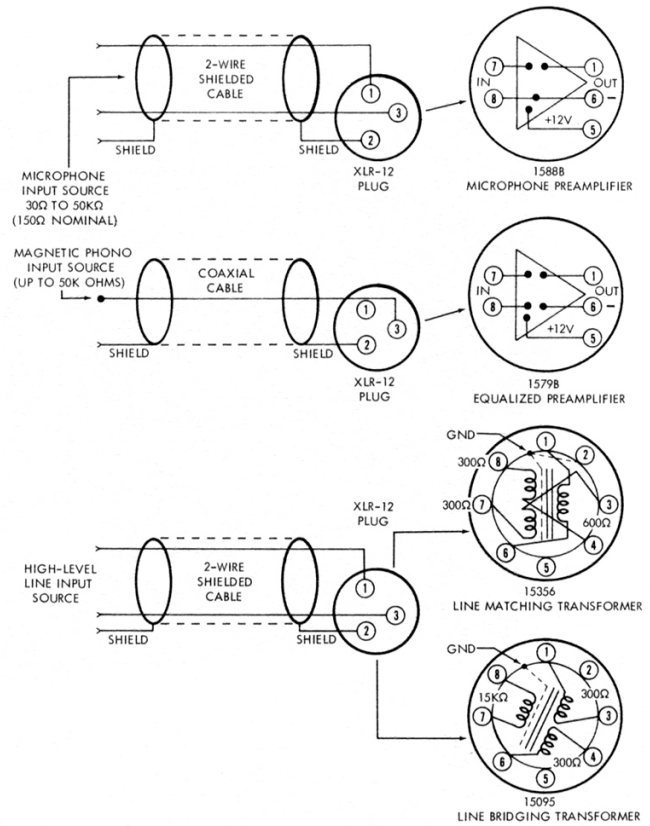 2-WIRE
SHIELDED
CABLE
1
3
2
SHIELD
SHIELD
XLR-12
PLUG
MICROPHONE
INPUT SOURCE
30Ω TO 50KΩ
(150Ω NOMINAL)
7
1
IN
OUT
8
6 −
+12V
5
1588B
MICROPHONE PREAMPLIFIER
MAGNETIC PHONO
INPUT SOURCE
(UP TO 50K OHMS)
COAXIAL
CABLE
1
3
2
SHIELD
SHIELD
XLR-12
PLUG
7
1
IN
OUT
8
6 −
+12V
5
1579B
EQUALIZED PREAMPLIFIER
HIGH-LEVEL
LINE INPUT
SOURCE
2-WIRE
SHIELDED
CABLE
SHIELD
SHIELD
XLR-12
PLUG
1
3
2
GND
1
2
300Ω 8
300Ω 7
3
600Ω
6
4
5
15356
LINE MATCHING TRANSFORMER
GND
1
8
2
15KΩ
300Ω
7
3
6
4
300Ω
5
15095
LINE BRIDGING TRANSFORMER